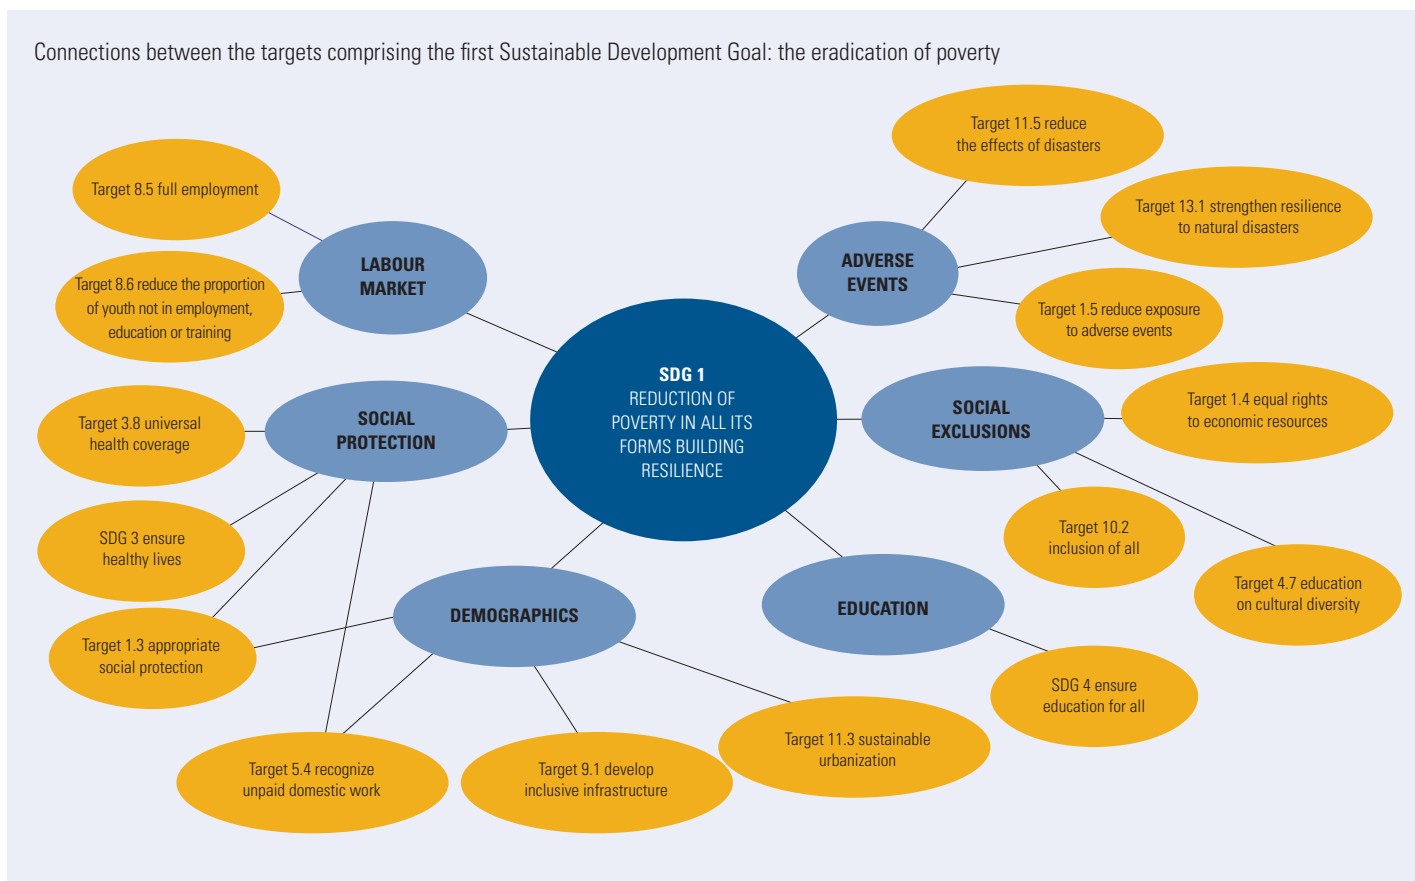 Connections between the targets comprising the first Sustainable Development Goal: the eradication of poverty
Target 11.5 reduce
the effects of disasters
Target 8.5 full employment
Target 13.1 strengthen resilience
to natural disasters
LABOUR
MARKET
ADVERSE
EVENTS
Target 8.6 reduce the proportion
of youth not in employment,
education or training
Target 1.5 reduce exposure
to adverse events
SDG 1
REDUCTION OF
POVERTY IN ALL ITS
FORMS BUILDING
RESILIENCE
SOCIAL
PROTECTION
SOCIAL
EXCLUSIONS
Target 1.4 equal rights
to economic resources
Target 3.8 universal
health coverage
SDG 3 ensure
healthy lives
Target 10.2
inclusion of all
Target 4.7 education
on cultural diversity
DEMOGRAPHICS
EDUCATION
Target 1.3 appropriate
social protection
SDG 4 ensure
education for all
Target 5.4 recognize
unpaid domestic work
Target 9.1 develop
inclusive infrastructure
Target 11.3 sustainable
urbanization